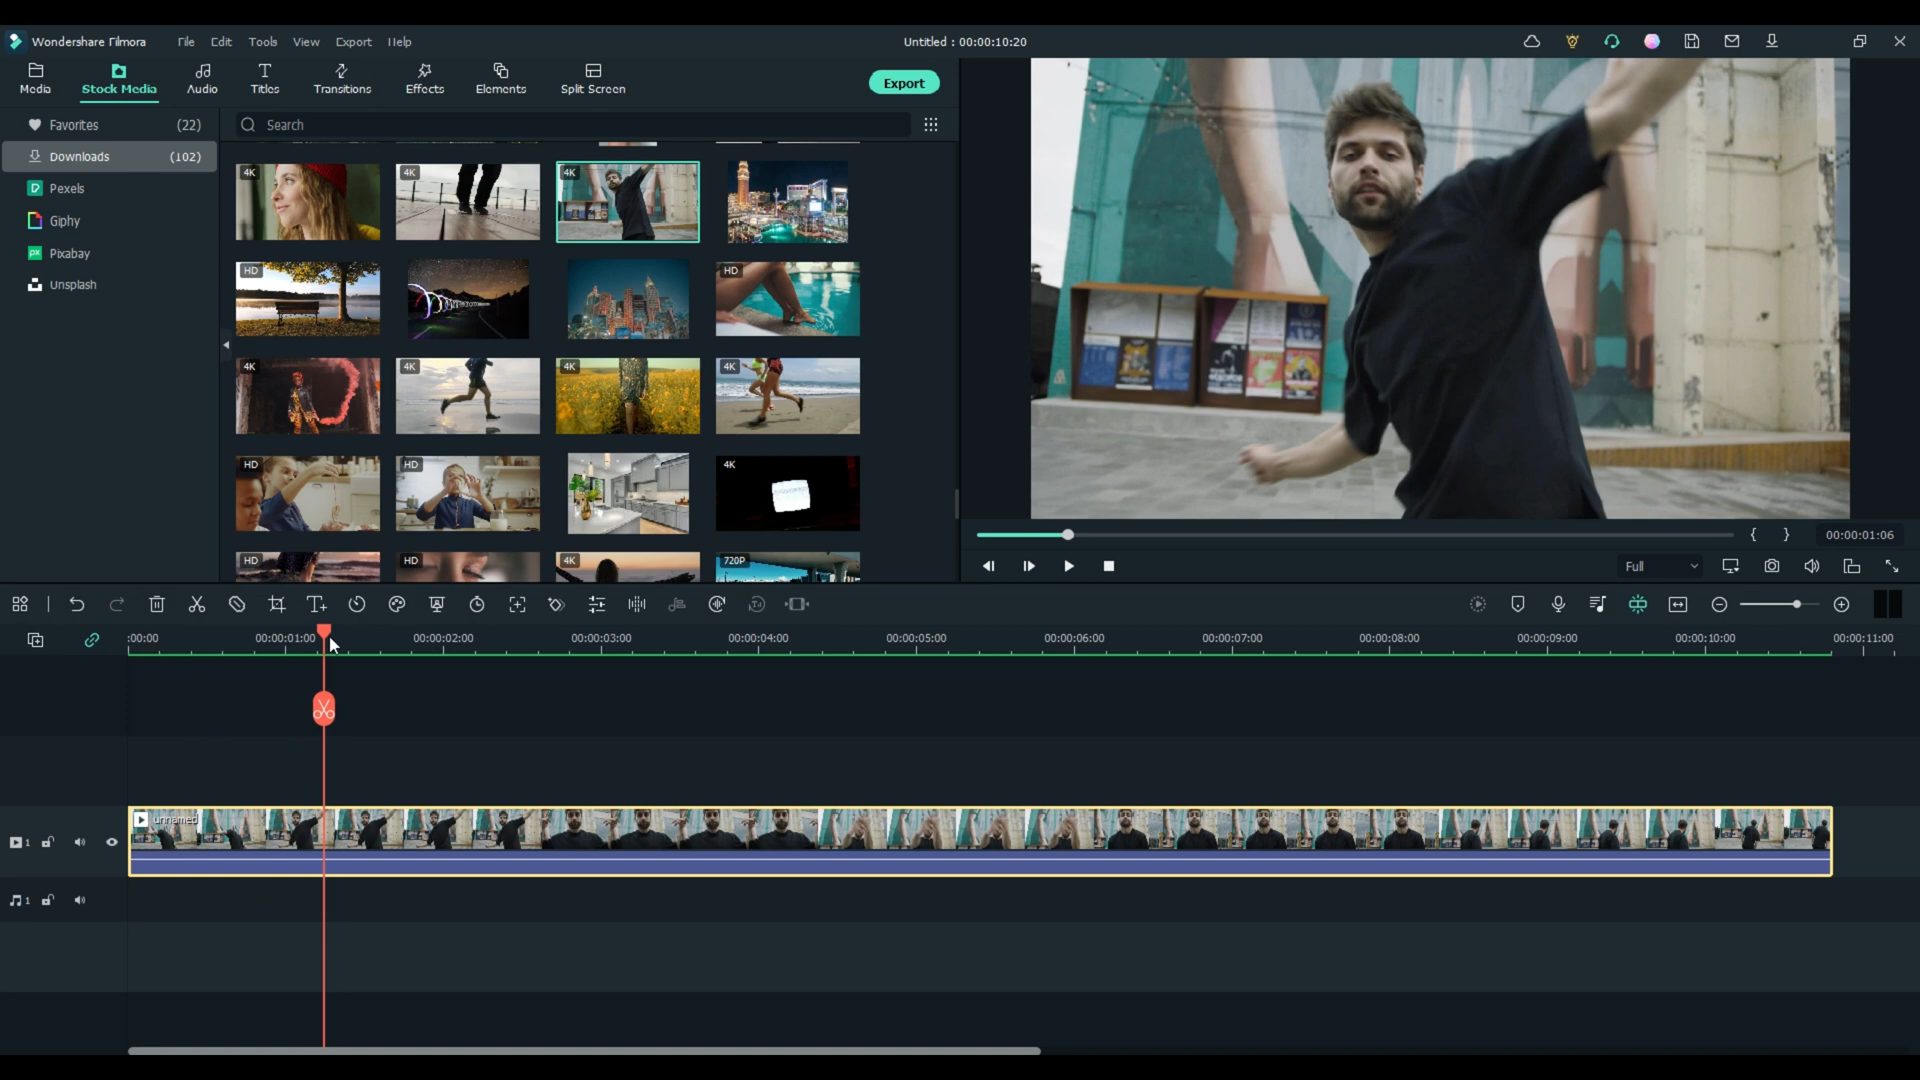 Wondershare Filmora File Edit Tools View Export Help Untitled : 00:00:10:20
Media Stock Media Audio Titles Transitions Effects Elements Split Screen Export
Favorites (22) Search
Downloads (102)
Pexels
Giphy
Pixabay
Unsplash
4K 4K 4K
HD HD
4K 4K 4K 4K
HD HD 4K
HD HD 4K 720P
{ } 00:00:01:06
Full
:00:00 00:00:01:00 00:00:02:00 00:00:03:00 00:00:04:00 00:00:05:00 00:00:06:00 00:00:07:00 00:00:08:00 00:00:09:00 00:00:10:00 00:00:11:00
unnamed
1
1